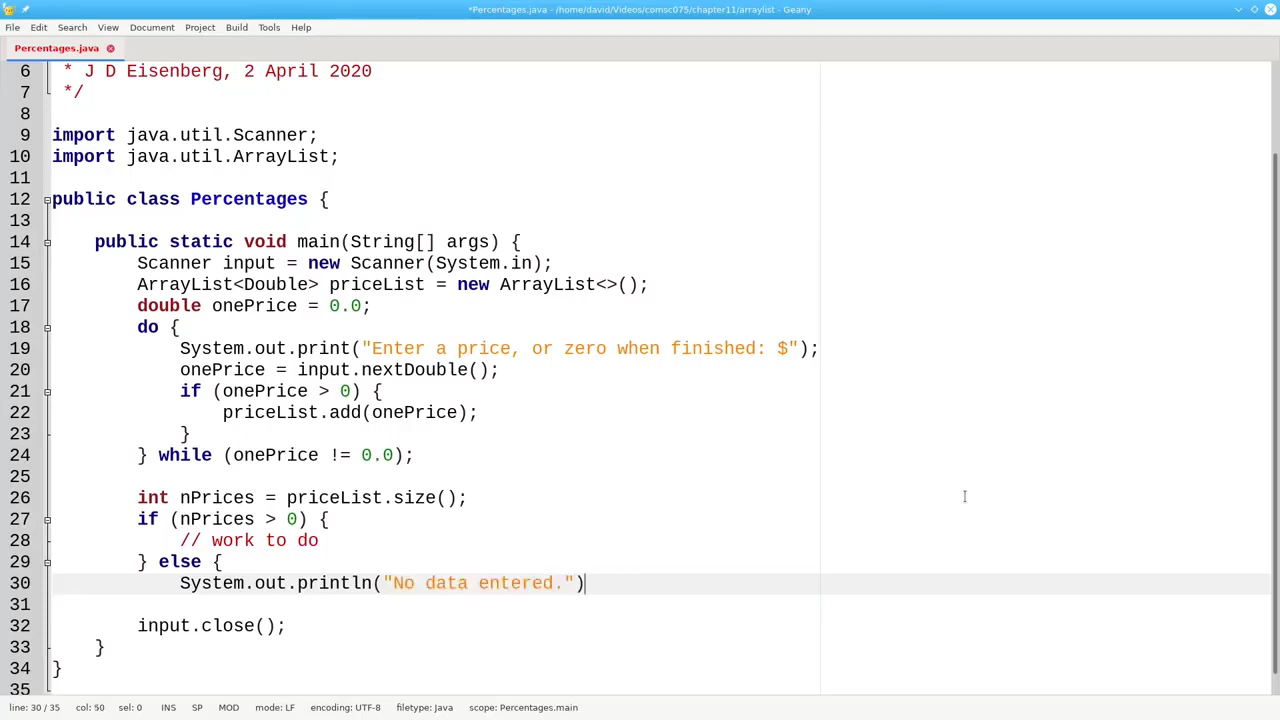 *Percentages.java - /home/david/Videos/comsc075/chapter11/arraylist - Geany
File Edit Search View Document Project Build Tools Help
Percentages.java
6  * J D Eisenberg, 2 April 2020
7  */
8
9 import java.util.Scanner;
10 import java.util.ArrayList;
11
12 public class Percentages {
13
14     public static void main(String[] args) {
15         Scanner input = new Scanner(System.in);
16         ArrayList<Double> priceList = new ArrayList<>();
17         double onePrice = 0.0;
18         do {
19             System.out.print("Enter a price, or zero when finished: $");
20             onePrice = input.nextDouble();
21             if (onePrice > 0) {
22                 priceList.add(onePrice);
23             }
24         } while (onePrice != 0.0);
25
26         int nPrices = priceList.size();
27         if (nPrices > 0) {
28             // work to do
29         } else {
30             System.out.println("No data entered.")
31
32         input.close();
33     }
34 }
35
line: 30 / 35 col: 50 sel: 0 INS SP MOD mode: LF encoding: UTF-8 filetype: Java scope: Percentages.main